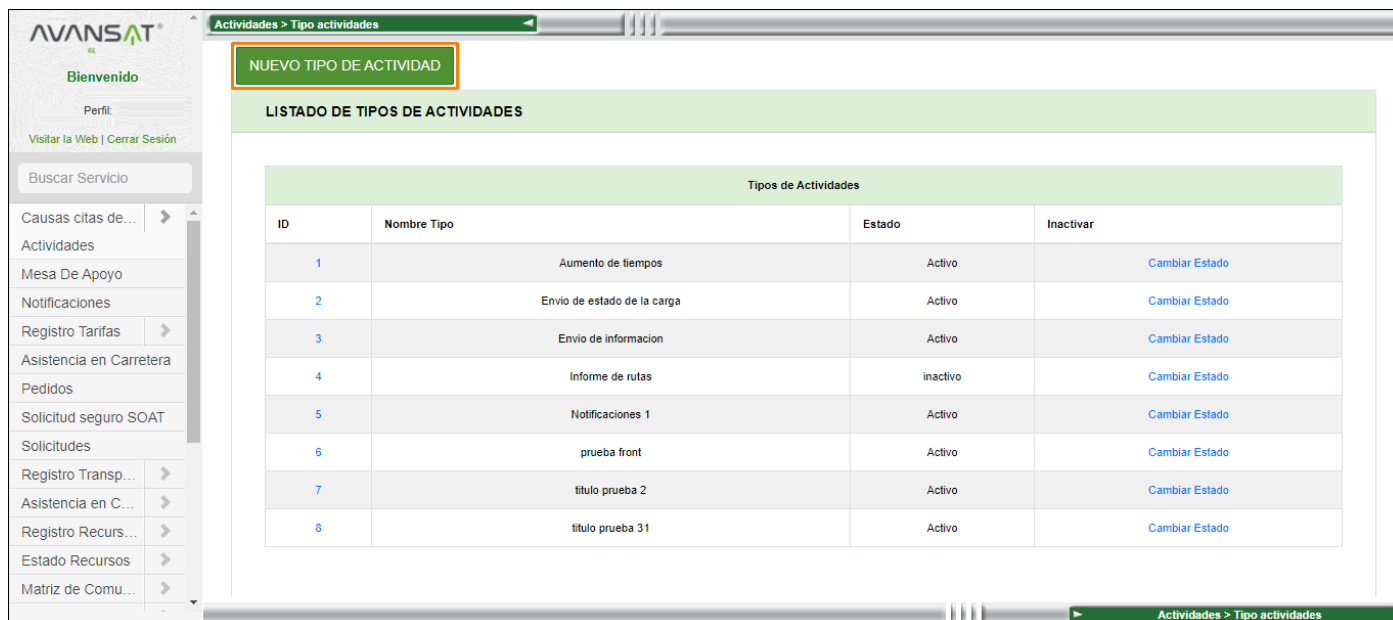 AVANSAT®
GL
Bienvenido
Perfil:
Visitar la Web | Cerrar Sesión
Buscar Servicio
Causas citas de...
Actividades
Mesa De Apoyo
Notificaciones
Registro Tarifas
Asistencia en Carretera
Pedidos
Solicitud seguro SOAT
Solicitudes
Registro Transp...
Asistencia en C...
Registro Recurs...
Estado Recursos
Matriz de Comu...
Actividades > Tipo actividades
NUEVO TIPO DE ACTIVIDAD
LISTADO DE TIPOS DE ACTIVIDADES
Tipos de Actividades
ID Nombre Tipo Estado Inactivar
1 Aumento de tiempos Activo Cambiar Estado
2 Envio de estado de la carga Activo Cambiar Estado
3 Envio de informacion Activo Cambiar Estado
4 Informe de rutas inactivo Cambiar Estado
5 Notificaciones 1 Activo Cambiar Estado
6 prueba front Activo Cambiar Estado
7 titulo prueba 2 Activo Cambiar Estado
8 titulo prueba 31 Activo Cambiar Estado
Actividades > Tipo actividades